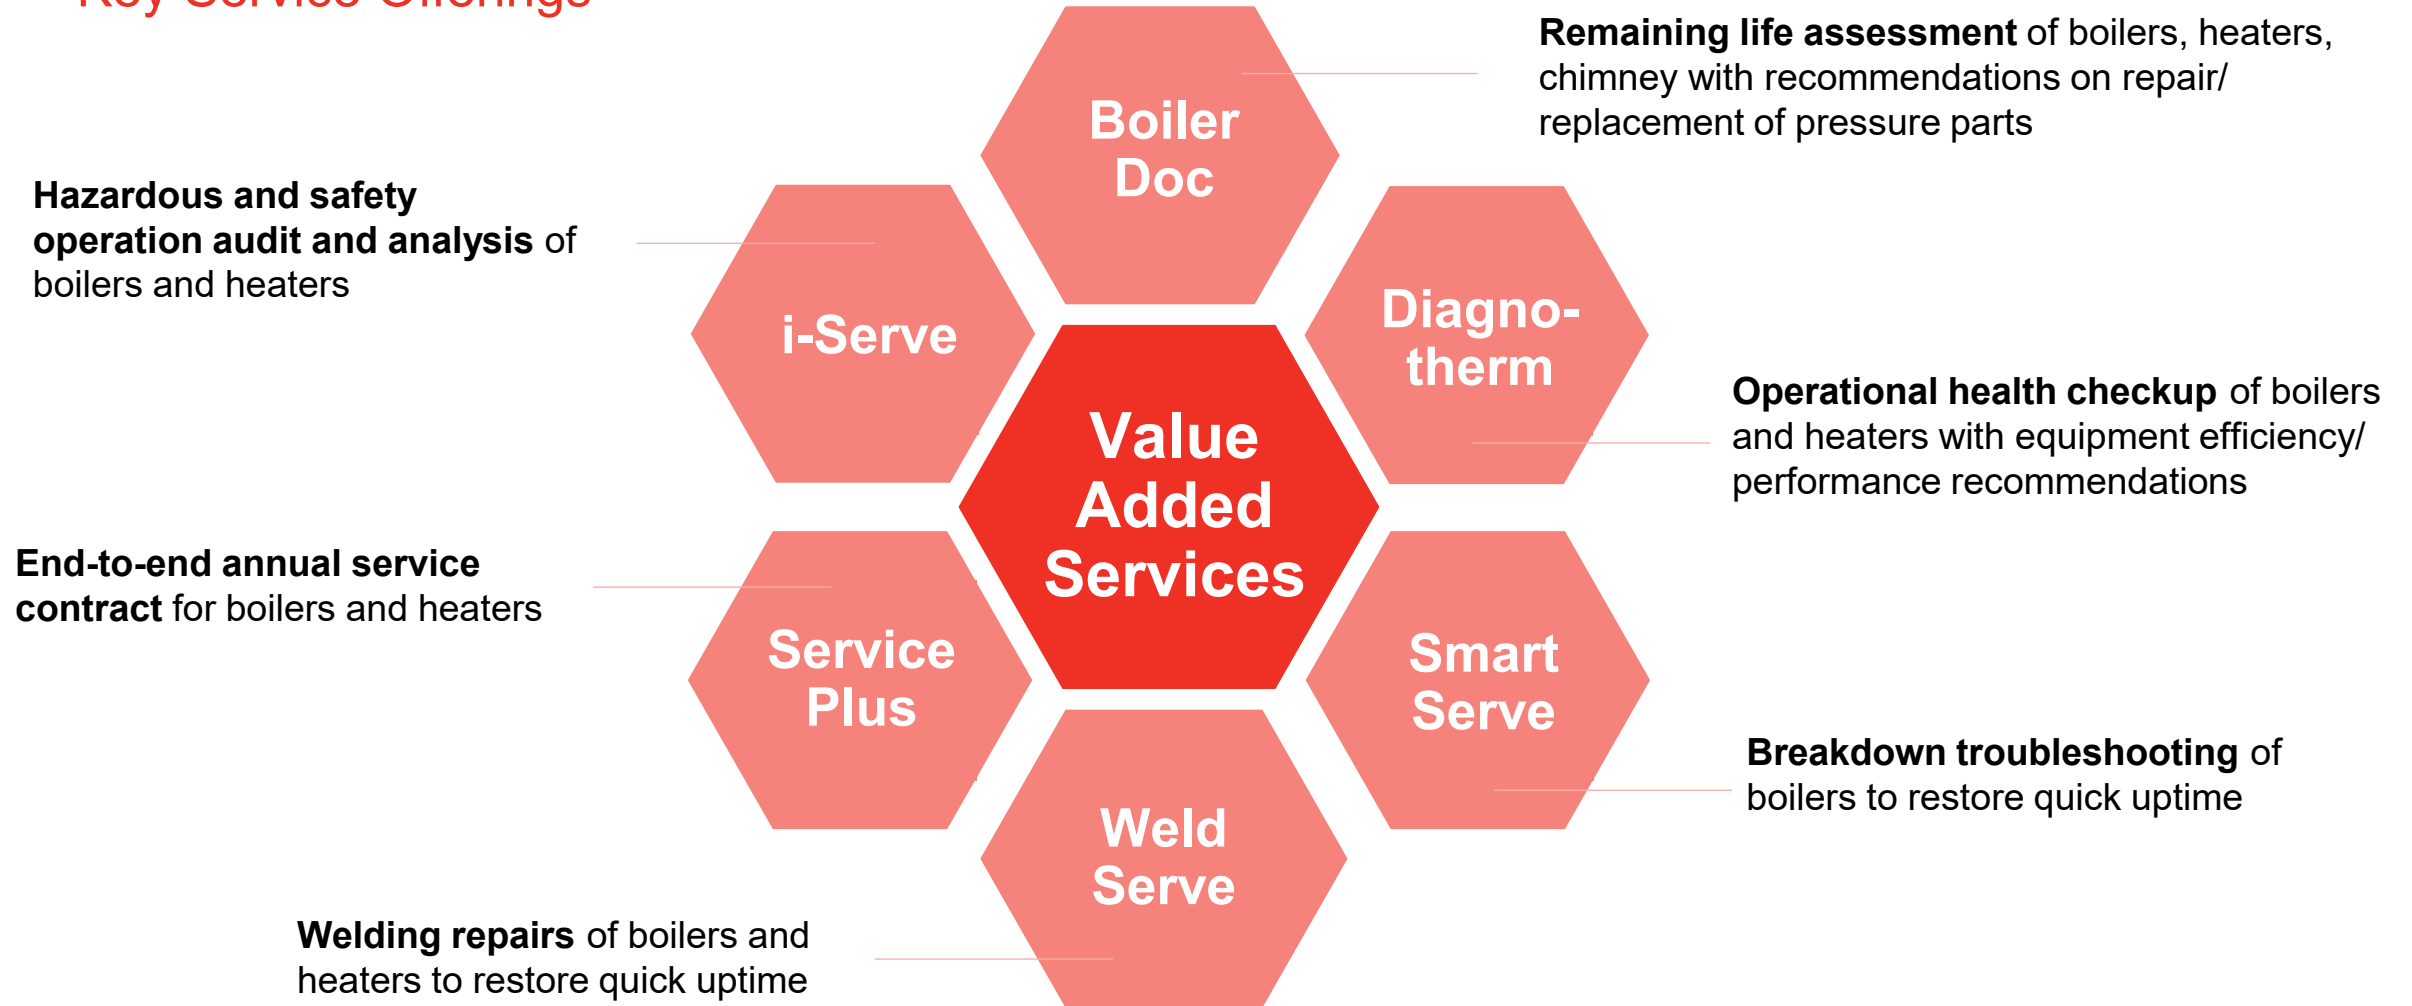 Key Service Offerings
Boiler
Doc
Remaining life assessment of boilers, heaters,
chimney with recommendations on repair/
replacement of pressure parts
Hazardous and safety
operation audit and analysis of
boilers and heaters
i-Serve
Diagno-
therm
Operational health checkup of boilers
and heaters with equipment efficiency/
performance recommendations
Value
Added
Services
End-to-end annual service
contract for boilers and heaters
Service
Plus
Smart
Serve
Breakdown troubleshooting of
boilers to restore quick uptime
Weld
Serve
Welding repairs of boilers and
heaters to restore quick uptime